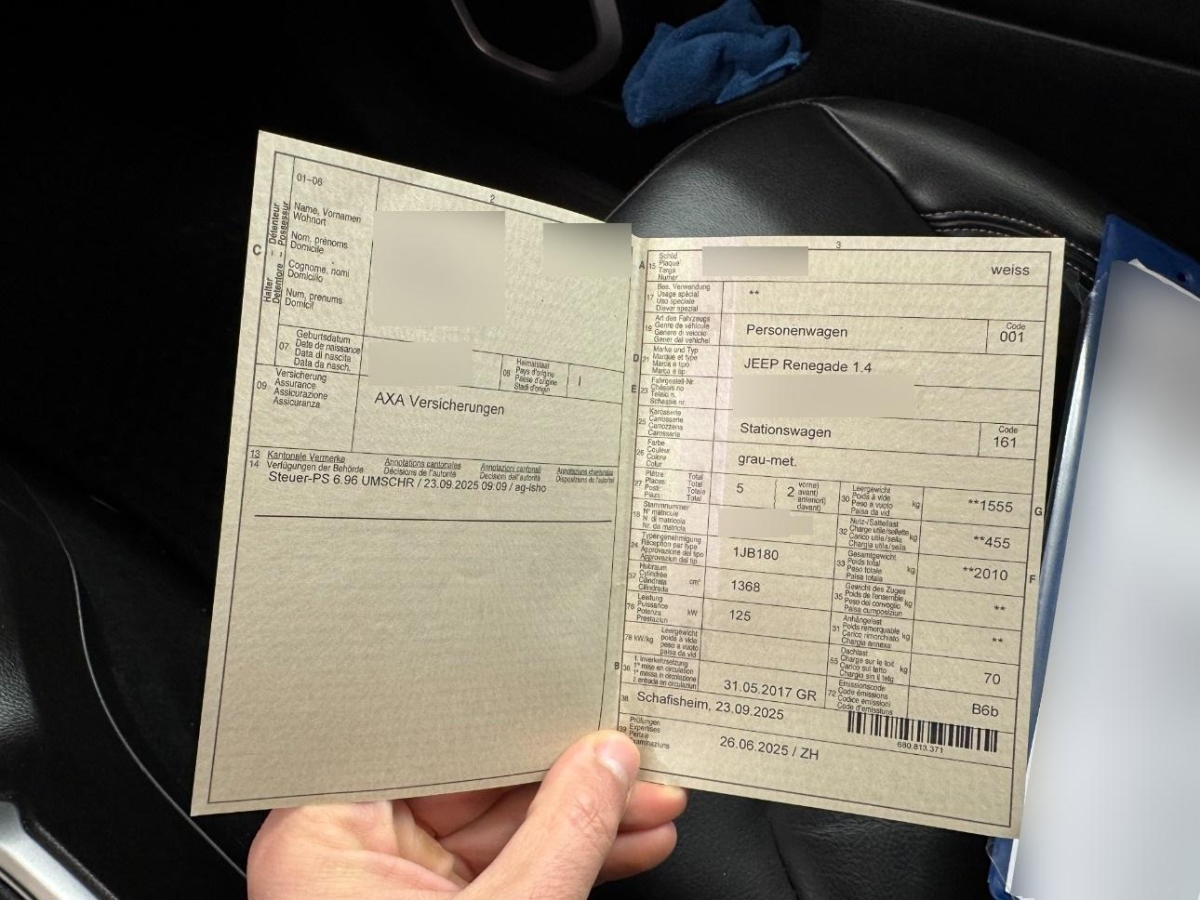 2
01-06
C
Halter Détenteur
Detentore Possessur
Name, Vornamen
Wohnort
Nom, prénoms
Domicile
Cognome, nomi
Domicilio
Num, prenums
Domicil
07
Geburtsdatum
Date de naissance
Data di nascita
Data da nasch.
08
Heimatstaat
Pays d'origine
Paese d'origine
Stadi d'origin
I
09
Versicherung
Assurance
Assicurazione
Assicuranza
AXA Versicherungen
13 Kantonale Vermerke Annotations cantonales Annotazioni cantonali Annotaziuns chantunalas
14 Verfügungen der Behörde Décisions de l'autorité Decisioni dell'autorità Disposiziuns da l'autoritad
Steuer-PS 6.96 UMSCHR / 23.09.2025 09:09 / ag-isho
3
A
15
Schild
Plaque
Targa
Numer
weiss
17
Bes. Verwendung
Usage spécial
Uso speciale
Diever spezial
**
Art des Fahrzeugs
Genre de véhicule
Genere di veicolo
Gener dal vehichel
Personenwagen
Code
001
D
21
Marke und Typ
Marque et type
Marca e tipo
Marca e tip
JEEP Renegade 1.4
E
23
Fahrgestell-Nr.
Châssis no
Telaio n.
Schassis nr.
25
Karosserie
Carrosserie
Carrozzeria
Carosseria
Stationswagen
Code
161
26
Farbe
Couleur
Colore
Colur
grau-met.
27
Plätze Total
Places Total
Posti Totale
Plazs Total
5
2
vorne)
avant)
anteriori)
davant)
30
Leergewicht
Poids à vide
Peso a vuoto
Paisa da vid
kg
**1555
G
18
Stammnummer
N° matricule
N. di matricola
Nr. da matricla
32
Nutz-/Sattellast
Charge utile/sellette
Carico utile/sella
Chargia utila/sella
kg
**455
24
Typengenehmigung
Réception par type
Approvazione del tipo
Approvaziun dal tip
1JB180
33
Gesamtgewicht
Poids total
Peso totale
Paisa totala
kg
**2010
F
37
Hubraum
Cylindrée
Cilindrata
Cilindrada
cm³
1368
35
Gewicht des Zuges
Poids de l'ensemble
Peso del convoglio
Paisa cumposiziun
kg
**
76
Leistung
Puissance
Potenza
Prestaziun
kW
125
31
Anhängelast
Poids remorquable
Carico rimorchiato
Chargia annexa
kg
**
78 kW/kg
Leergewicht
poids à vide
peso a vuoto
paisa da vid
55
Dachlast
Charge sur le toit
Carico sul tetto
Chargia sin il tetg
kg
70
B
36
1. Inverkehrsetzung
1re mise en circulation
1a messa in circolazione
1. entrada en circulaziun
31.05.2017 GR
72
Emissionscode
Code émissions
Codice emissioni
Code d'emissiuns
B6b
38
Schafisheim, 23.09.2025
680.813.371
39
Prüfungen
Expertises
Perizie
Examinaziuns
26.06.2025 / ZH